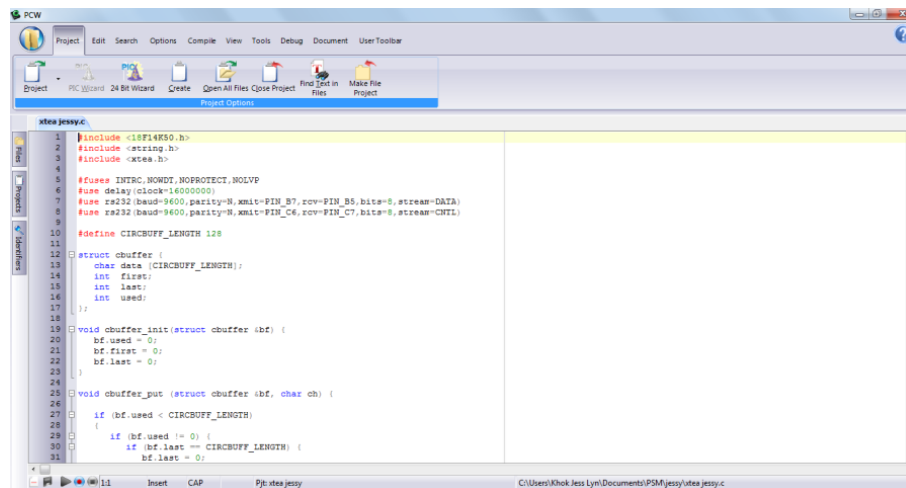 PCW
Project Edit Search Options Compile View Tools Debug Document User Toolbar
Project PIC Wizard 24 Bit Wizard Create Open All Files Close Project Find Text in Files Make File Project
Project Options
xtea jessy.c
Files
Projects
Identifiers
1 #include <18F14K50.h>
2 #include <string.h>
3 #include <xtea.h>
4
5 #fuses INTRC,NOWDT,NOPROTECT,NOLVP
6 #use delay(clock=16000000)
7 #use rs232(baud=9600,parity=N,xmit=PIN_B7,rcv=PIN_B5,bits=8,stream=DATA)
8 #use rs232(baud=9600,parity=N,xmit=PIN_C6,rcv=PIN_C7,bits=8,stream=CNTL)
9
10 #define CIRCBUFF_LENGTH 128
11
12 struct cbuffer {
13 char data [CIRCBUFF_LENGTH];
14 int first;
15 int last;
16 int used;
17 };
18
19 void cbuffer_init(struct cbuffer &bf) {
20 bf.used = 0;
21 bf.first = 0;
22 bf.last = 0;
23 }
24
25 void cbuffer_put (struct cbuffer &bf, char ch) {
26
27 if (bf.used < CIRCBUFF_LENGTH)
28 {
29 if (bf.used != 0) {
30 if (bf.last == CIRCBUFF_LENGTH) {
31 bf.last = 0;
1:1 Insert CAP Pjt: xtea jessy C:\Users\Khok Jess Lyn\Documents\PSM\jessy\xtea jessy.c